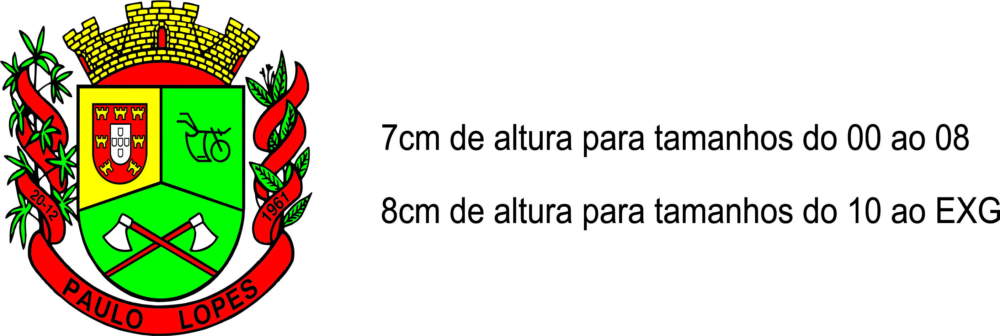 20-12
1961
PAULO LOPES
7cm de altura para tamanhos do 00 ao 08
8cm de altura para tamanhos do 10 ao EXG